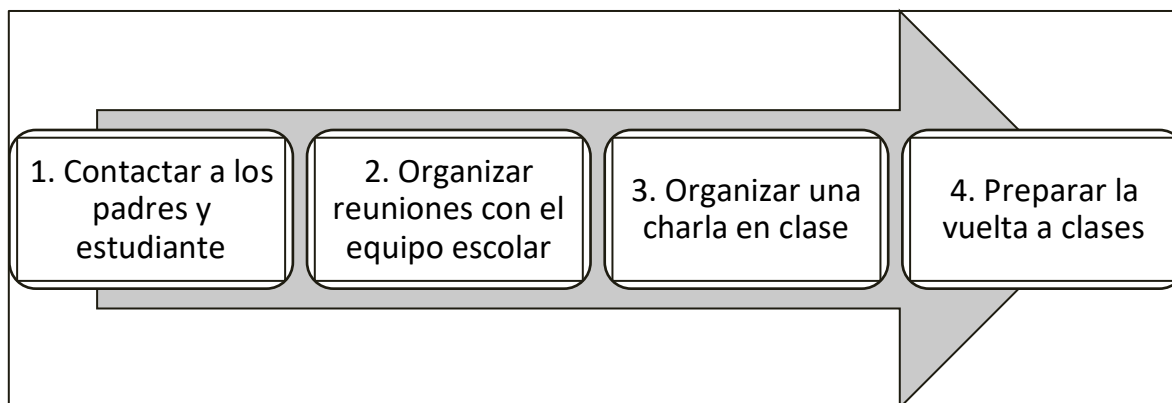 1. Contactar a los
padres y
estudiante
2. Organizar
reuniones con el
equipo escolar
3. Organizar una
charla en clase
4. Preparar la
vuelta a clases